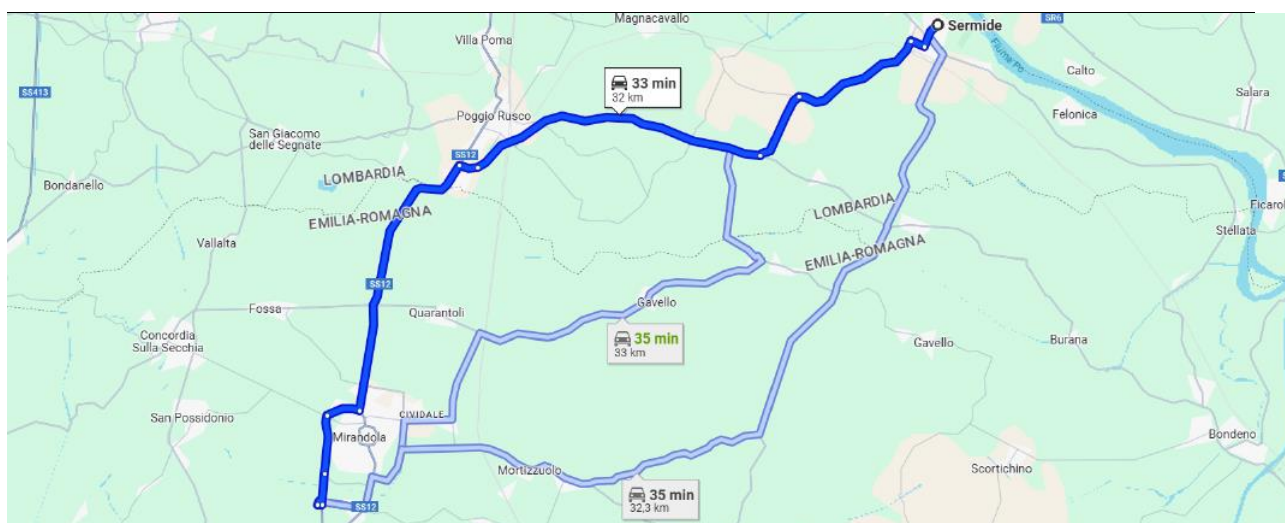 Magnacavallo
Sermide
SR6
Fiume Po
Villa Poma
Calto
Salara
SS413
33 min
32 km
Felonica
Poggio Rusco
San Giacomo
delle Segnate
SS12
LOMBARDIA
Bondanello
EMILIA-ROMAGNA
LOMBARDIA
Stellata
Vallalta
EMILIA-ROMAGNA
SS12
Gavello
Fossa
Quarantoli
Concordia
Sulla Secchia
35 min
33 km
Gavello
Burana
San Possidonio
CIVIDALE
Mirandola
Bondeno
Mortizzuolo
Scortichino
35 min
32,3 km
SS12